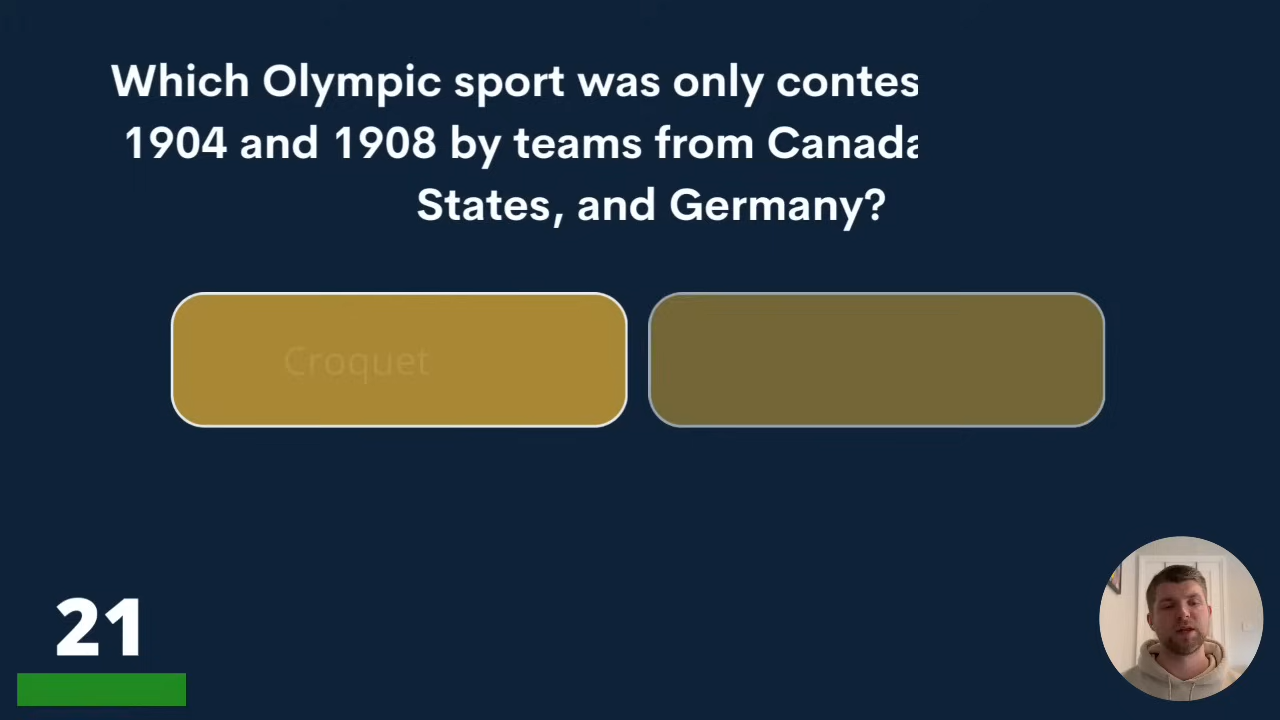 Which Olympic sport was only contes
1904 and 1908 by teams from Canada
States, and Germany?
Croquet
21